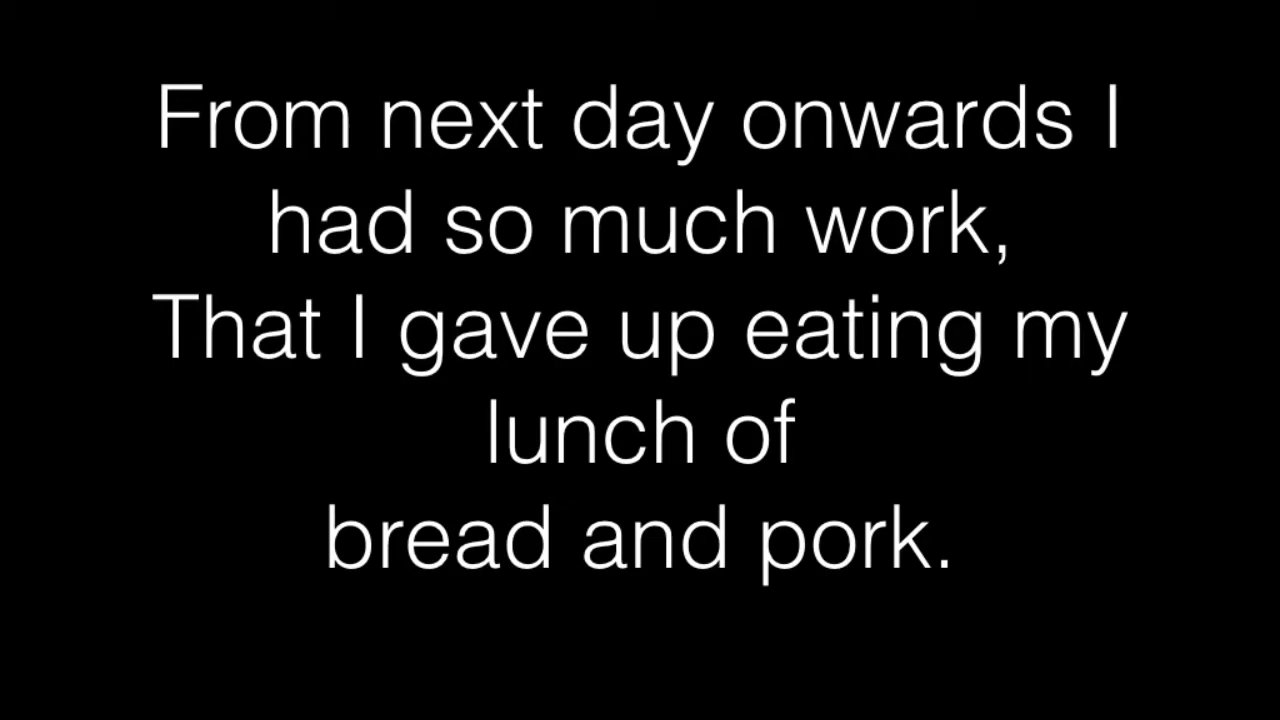 From next day onwards I
had so much work,
That I gave up eating my
lunch of
bread and pork.